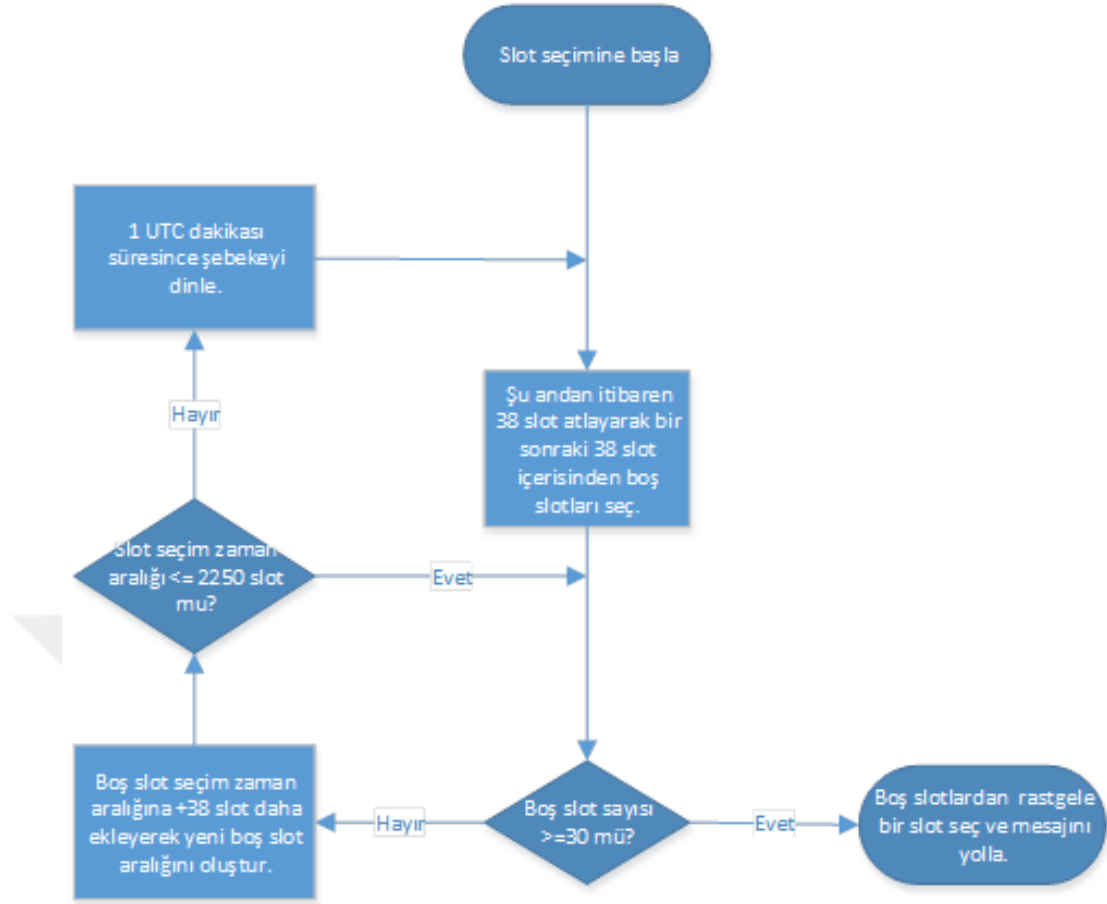 Slot seçimine başla
1 UTC dakikası
süresince şebekeyi
dinle.
Şu andan itibaren
38 slot atlayarak bir
sonraki 38 slot
içerisinden boş
slotları seç.
Hayır
Slot seçim zaman
aralığı <= 2250 slot
mu?
Evet
Boş slot seçim zaman
aralığına +38 slot daha
ekleyerek yeni boş slot
aralığını oluştur.
Hayır
Boş slot sayısı
>=30 mü?
Evet
Boş slotlardan rastgele
bir slot seç ve mesajını
yolla.